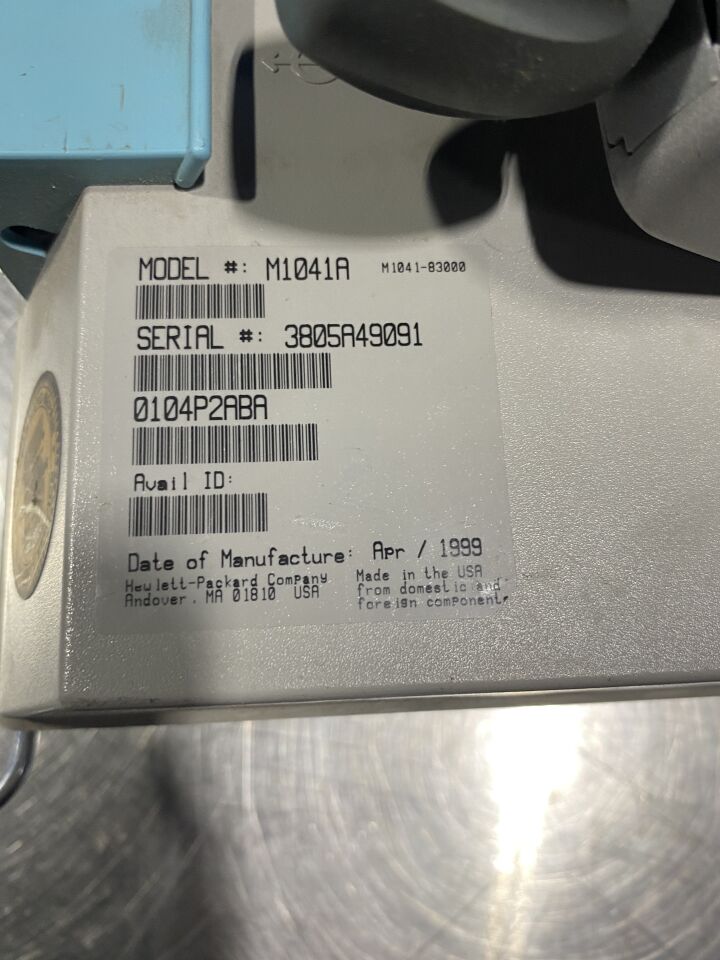 MODEL #: M1041A M1041-83000
SERIAL #: 3805A49091
0104P2ABA
Avail ID:
Date of Manufacture: Apr / 1999
Hewlett-Packard Company
Andover, MA 01810 USA
Made in the USA
from domestic and
foreign component